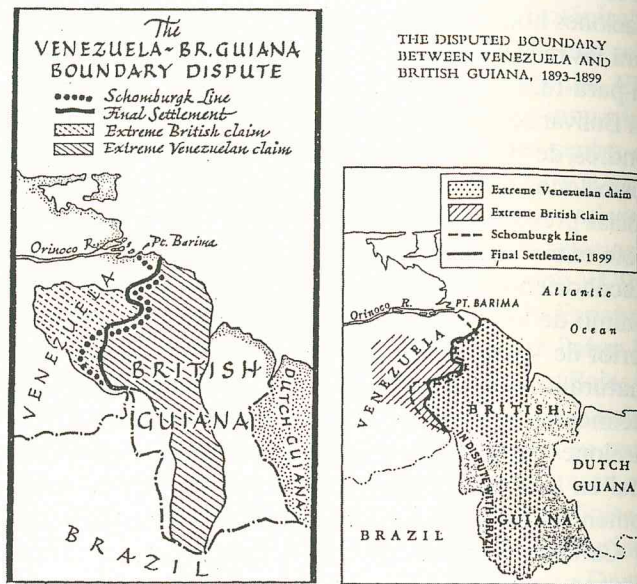 The
VENEZUELA-BR. GUIANA
BOUNDARY DISPUTE
Schomburgk Line
Final Settlement
Extreme British claim
Extreme Venezuelan claim
Orinoco R.
Pt. Barima
VENEZUELA
BRITISH
GUIANA
DUTCH GUIANA
BRAZIL
THE DISPUTED BOUNDARY
BETWEEN VENEZUELA AND
BRITISH GUIANA, 1893–1899
Extreme Venezuelan claim
Extreme British claim
Schomburgk Line
Final Settlement, 1899
Atlantic
Ocean
Orinoco R.
PT. BARIMA
VENEZUELA
BRITISH
GUIANA
IN DISPUTE WITH BRAZIL
DUTCH
GUIANA
BRAZIL